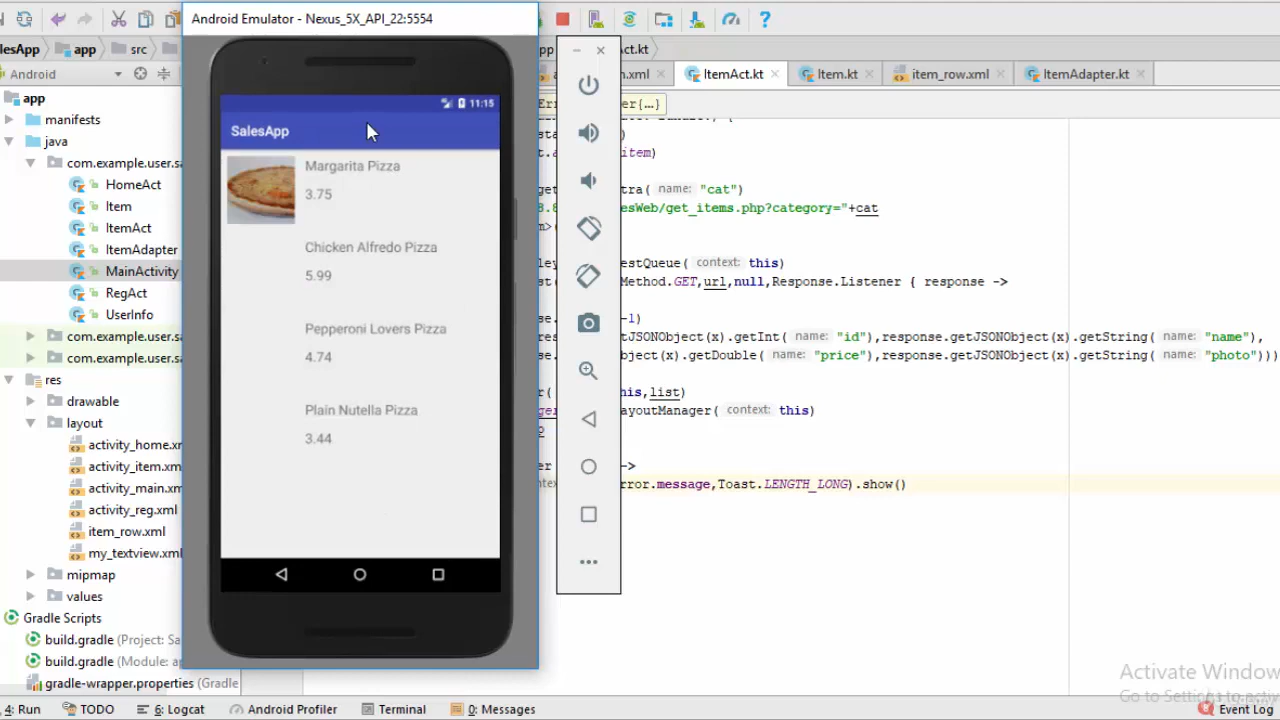 Android Emulator - Nexus_5X_API_22:5554
SalesApp
11:15
SalesApp
Margarita Pizza
3.75
Chicken Alfredo Pizza
5.99
Pepperoni Lovers Pizza
4.74
Plain Nutella Pizza
3.44
app
src
Android
app
manifests
java
com.example.user.sa
HomeAct
Item
ItemAct
ItemAdapter
MainActivity
RegAct
UserInfo
com.example.user.sa
com.example.user.sa
res
drawable
layout
activity_home.xm
activity_item.xm
activity_main.xm
activity_reg.xml
item_row.xml
my_textview.xml
mipmap
values
Gradle Scripts
build.gradle (Project: Sa
build.gradle (Module: ap
gradle-wrapper.properties (Gradle
Act.kt
ItemAct.kt
Item.kt
item_row.xml
ItemAdapter.kt
{...}
item)
tra( name: "cat")
esWeb/get_items.php?category="+cat
estQueue( context: this)
Method.GET,url,null,Response.Listener { response ->
-1)
tJSONObject(x).getInt( name: "id"),response.getJSONObject(x).getString( name: "name"),
bject(x).getDouble( name: "price"),response.getJSONObject(x).getString( name: "photo")))
his,list)
ayoutManager( context: this)
->
rror.message,Toast.LENGTH_LONG).show()
Activate Window
Go to Settings to activ
4: Run
TODO
6: Logcat
Android Profiler
Terminal
0: Messages
Event Log